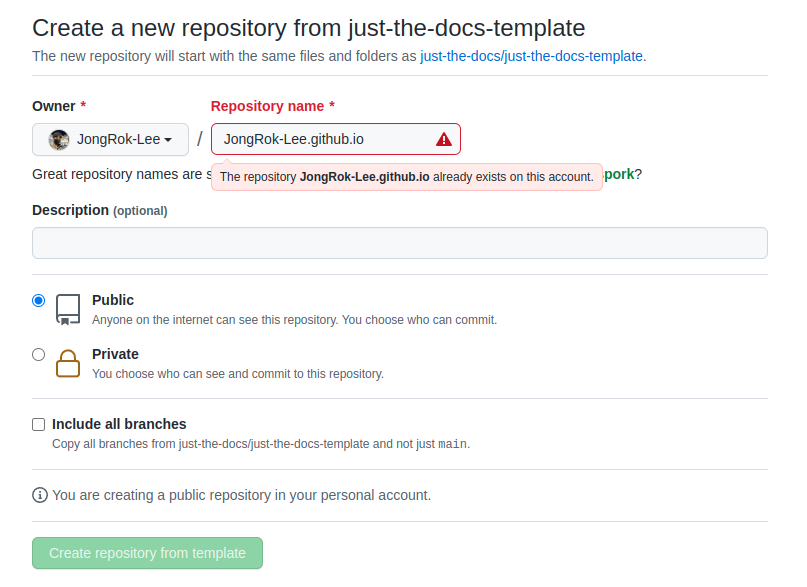 Create a new repository from just-the-docs-template
The new repository will start with the same files and folders as just-the-docs/just-the-docs-template.
Owner *
Repository name *
JongRok-Lee
/
JongRok-Lee.github.io
Great repository names are s
The repository JongRok-Lee.github.io already exists on this account.
pork?
Description (optional)
Public
Anyone on the internet can see this repository. You choose who can commit.
Private
You choose who can see and commit to this repository.
Include all branches
Copy all branches from just-the-docs/just-the-docs-template and not just main.
You are creating a public repository in your personal account.
Create repository from template